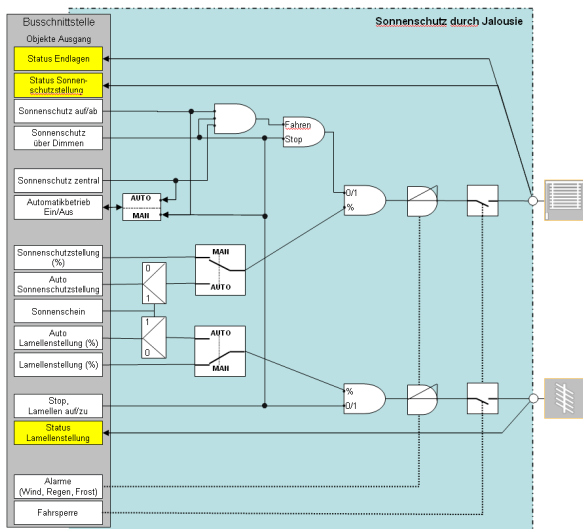 Busschnittstelle
Sonnenschutz durch Jalousie
Objekte Ausgang
Status Endlagen
Status Sonnen-
schutzstellung
Sonnenschutz auf/ab
Sonnenschutz
über Dimmen
Fahren
Stop
Sonnenschutz zentral
Automatikbetrieb
Ein/Aus
AUTO
MAN
0/1
%
Sonnenschutzstellung
(%)
Auto
Sonnenschutzstellung
0
1
MAN
AUTO
Sonnenschein
Auto
Lamellenstellung (%)
Lamellenstellung (%)
1
0
AUTO
MAN
Stop,
Lamellen auf/zu
%
0/1
Status
Lamellenstellung
Alarme
(Wind, Regen, Frost)
Fahrsperre